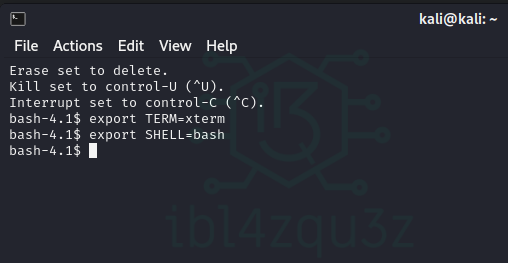 kali@kali: ~
File Actions Edit View Help
Erase set to delete.
Kill set to control-U (^U).
Interrupt set to control-C (^C).
bash-4.1$ export TERM=xterm
bash-4.1$ export SHELL=bash
bash-4.1$
ibl4zqu3z